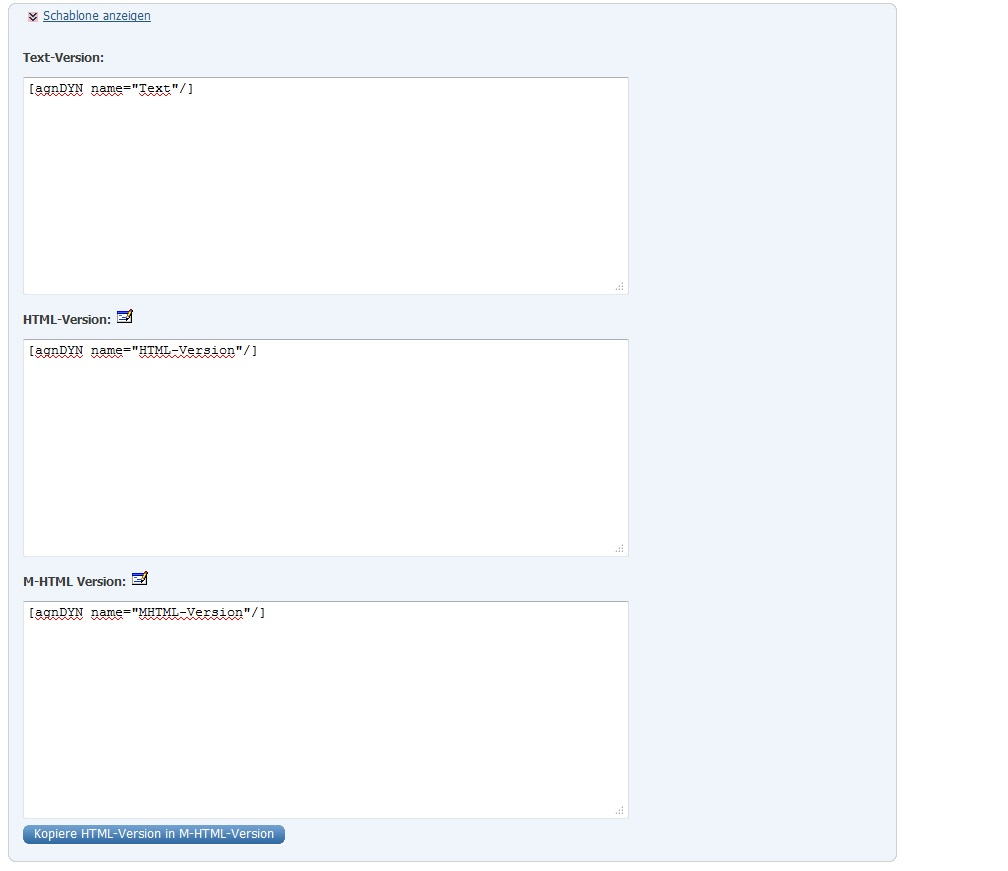 Schablone anzeigen
Text-Version:
[agnDYN name="Text"/]
HTML-Version:
[agnDYN name="HTML-Version"/]
M-HTML Version:
[agnDYN name="MHTML-Version"/]
Kopiere HTML-Version in M-HTML-Version